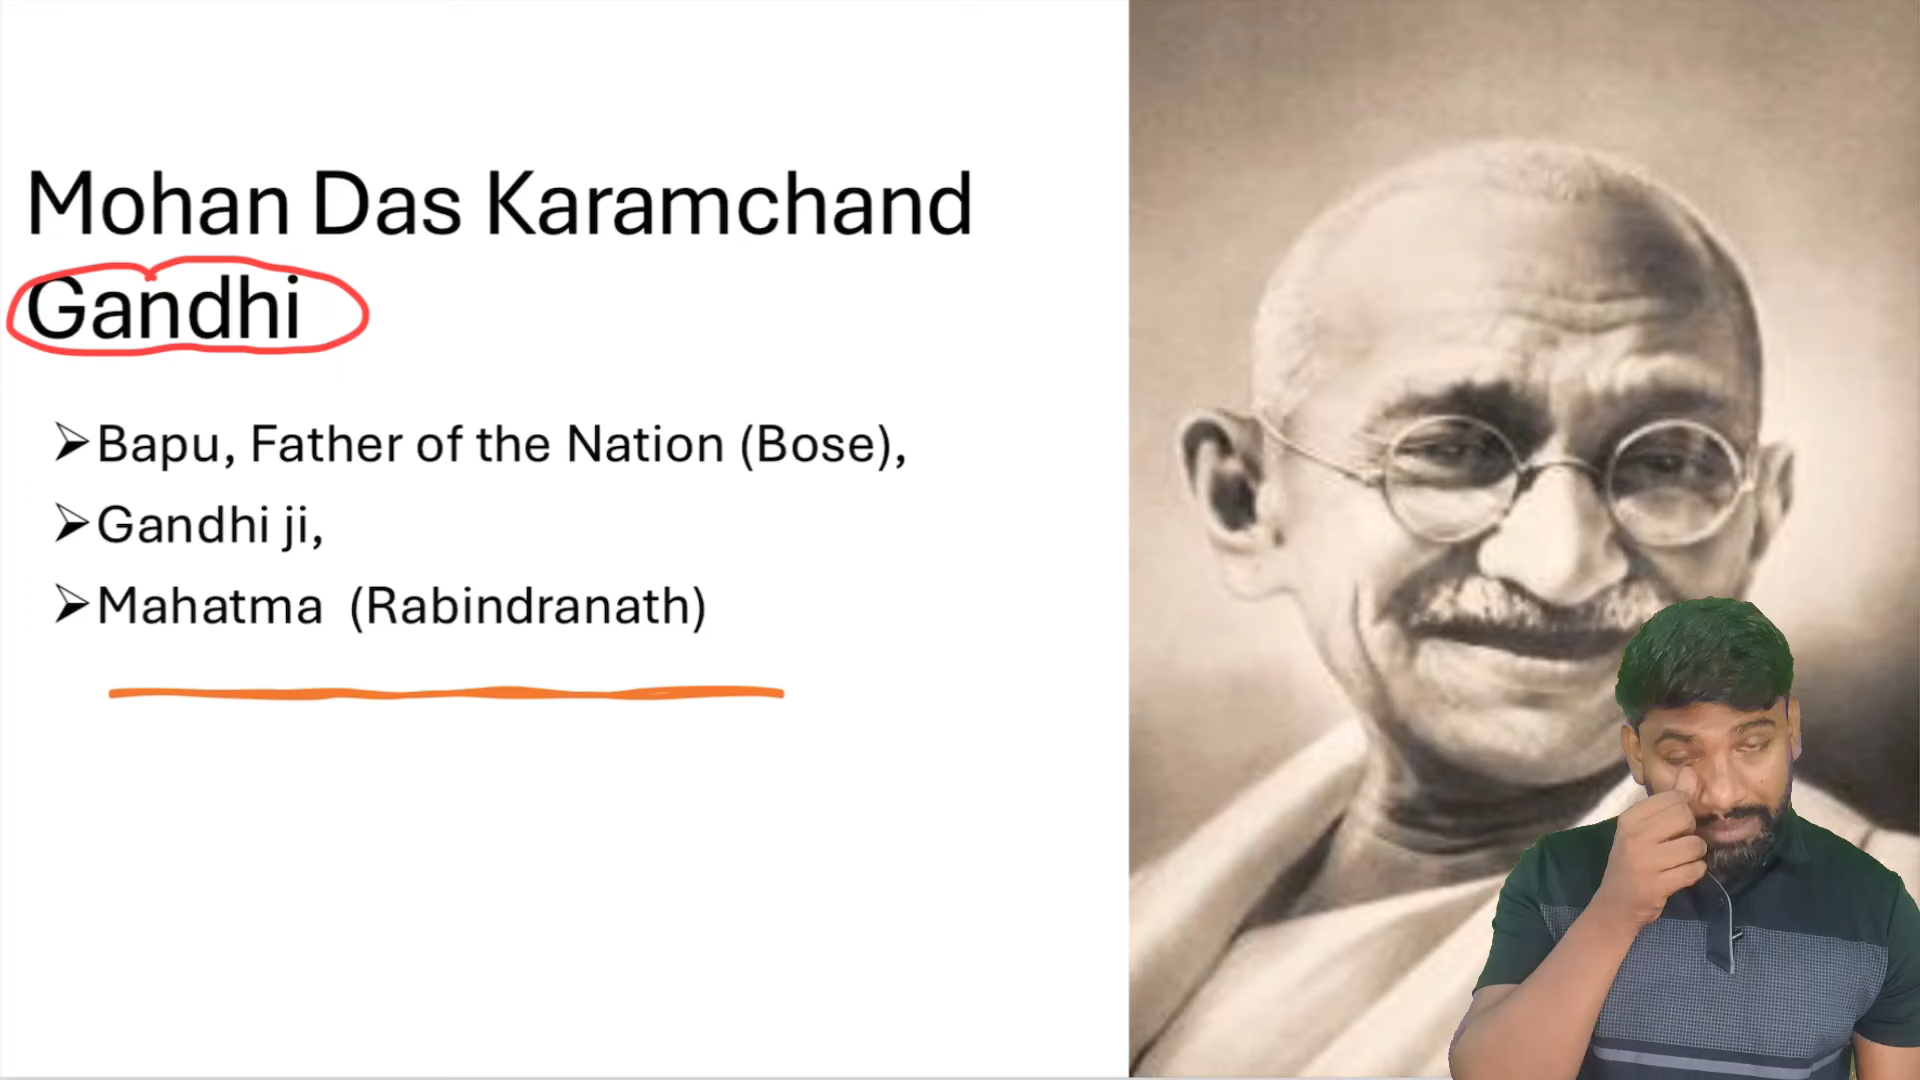 Mohan Das Karamchand
Gandhi
➢Bapu, Father of the Nation (Bose),
➢Gandhi ji,
➢Mahatma (Rabindranath)